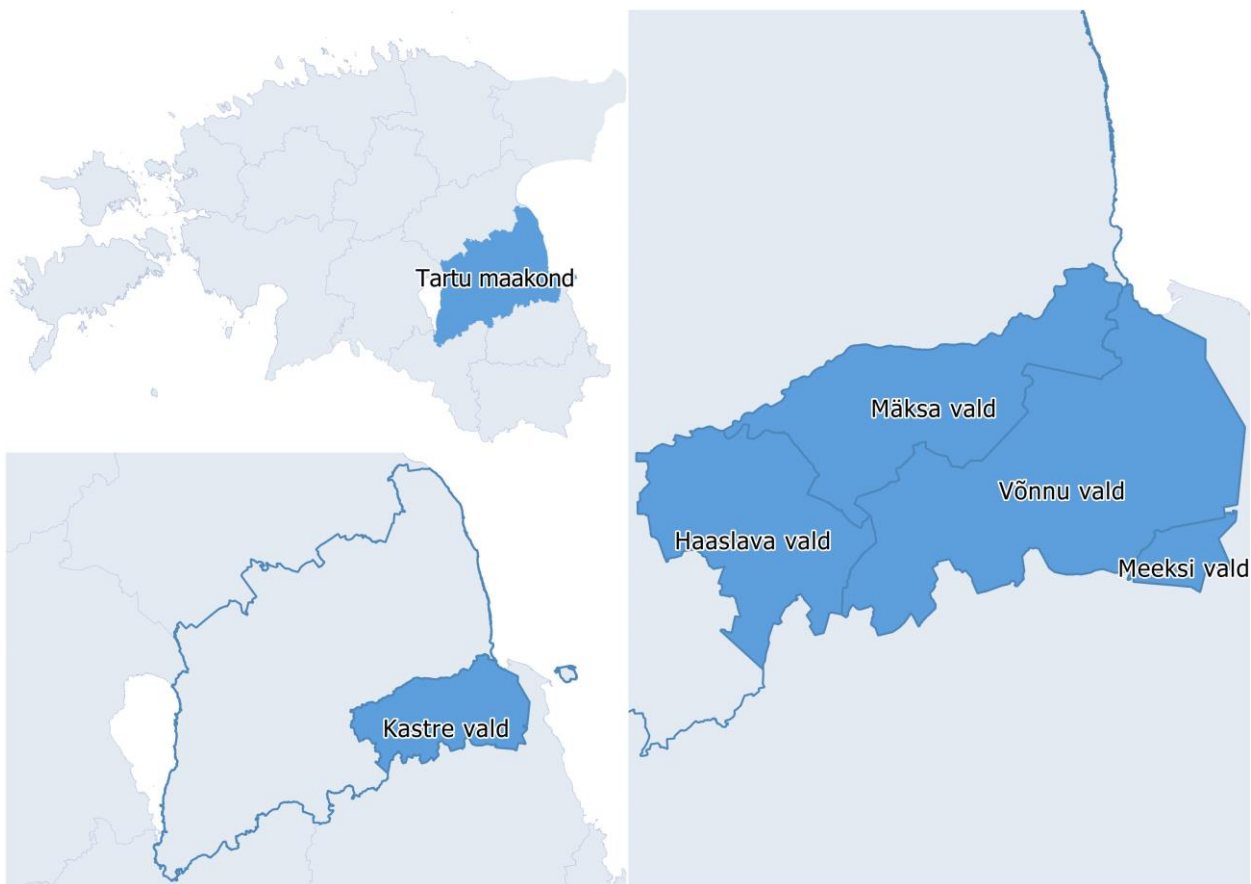 Tartu maakond
Kastre vald
Mäksa vald
Võnnu vald
Haaslava vald
Meeksi vald